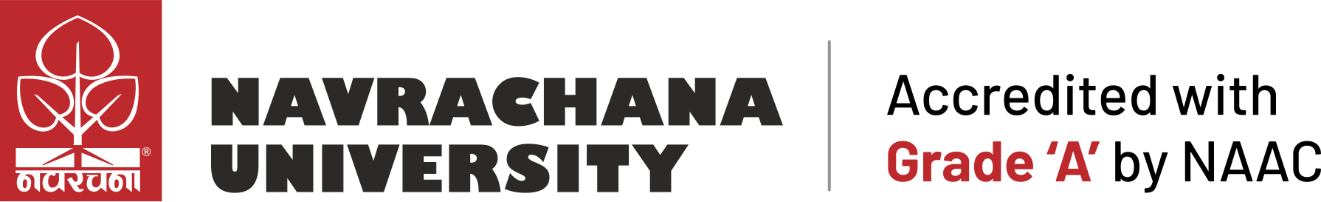 नवरचना
®
NAVRACHANA
UNIVERSITY
Accredited with
Grade ‘A’ by NAAC